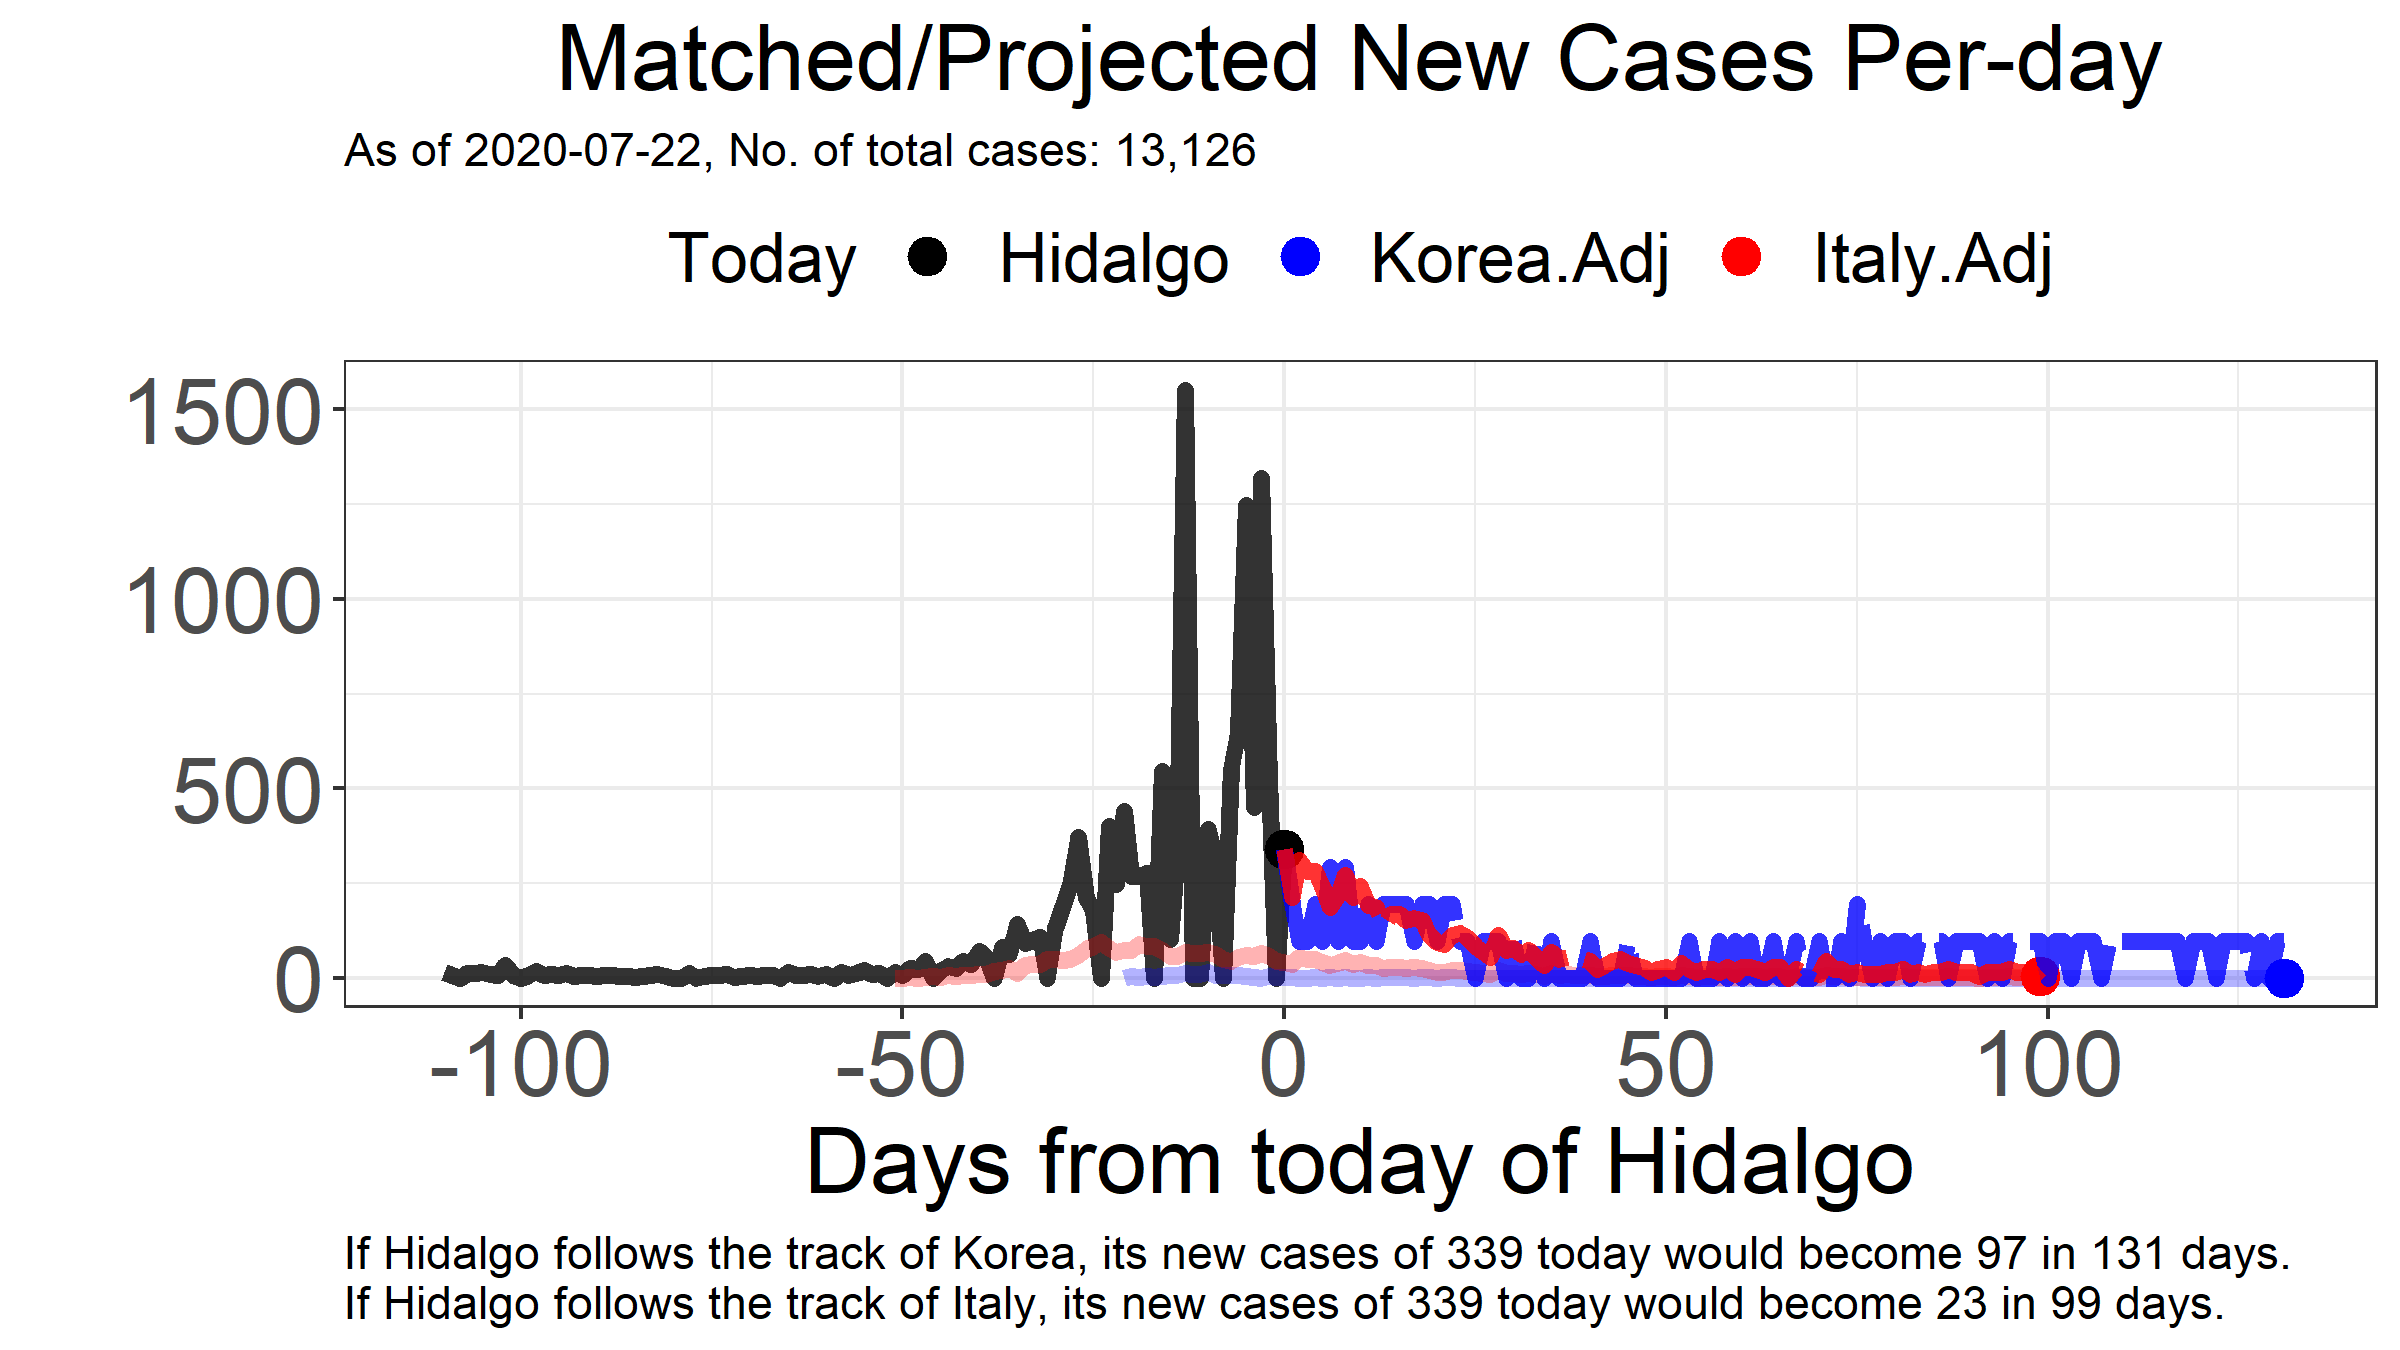 Matched/Projected New Cases Per-day
As of 2020-07-22, No. of total cases: 13,126
Today Hidalgo Korea.Adj Italy.Adj
1500
1000
500
0
-100 -50 0 50 100
Days from today of Hidalgo
If Hidalgo follows the track of Korea, its new cases of 339 today would become 97 in 131 days.
If Hidalgo follows the track of Italy, its new cases of 339 today would become 23 in 99 days.